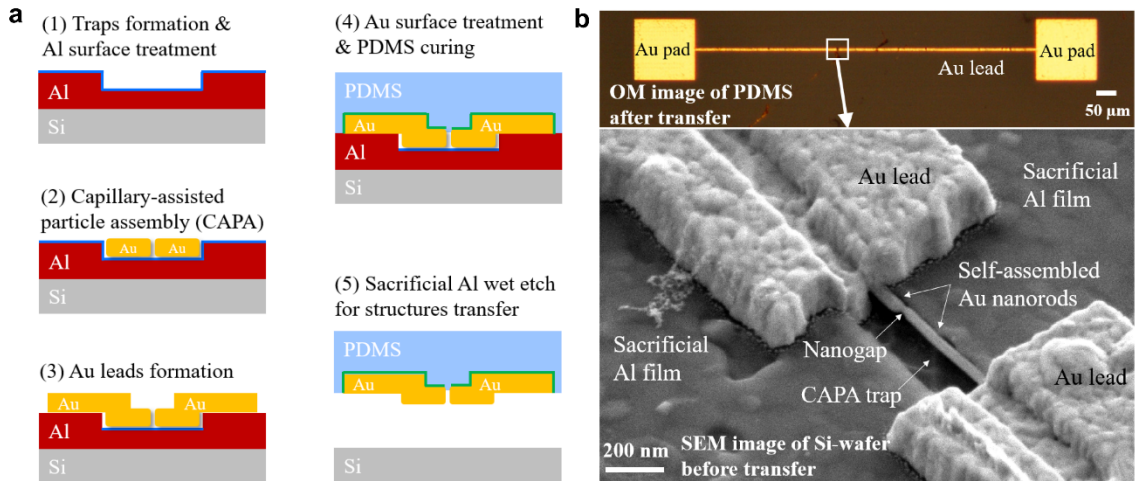 a
(1) Traps formation &
Al surface treatment
Al
Si
(2) Capillary-assisted
particle assembly (CAPA)
Au
Au
Al
Si
(3) Au leads formation
Au
Au
Al
Si
(4) Au surface treatment
& PDMS curing
PDMS
Au
Au
Al
Si
(5) Sacrificial Al wet etch
for structures transfer
PDMS
Au
Au
Si
b
Au pad
Au pad
Au lead
OM image of PDMS
after transfer
50 µm
Au lead
Sacrificial
Al film
Self-assembled
Au nanorods
Nanogap
Sacrificial
Al film
CAPA trap
Au lead
200 nm
SEM image of Si-wafer
before transfer